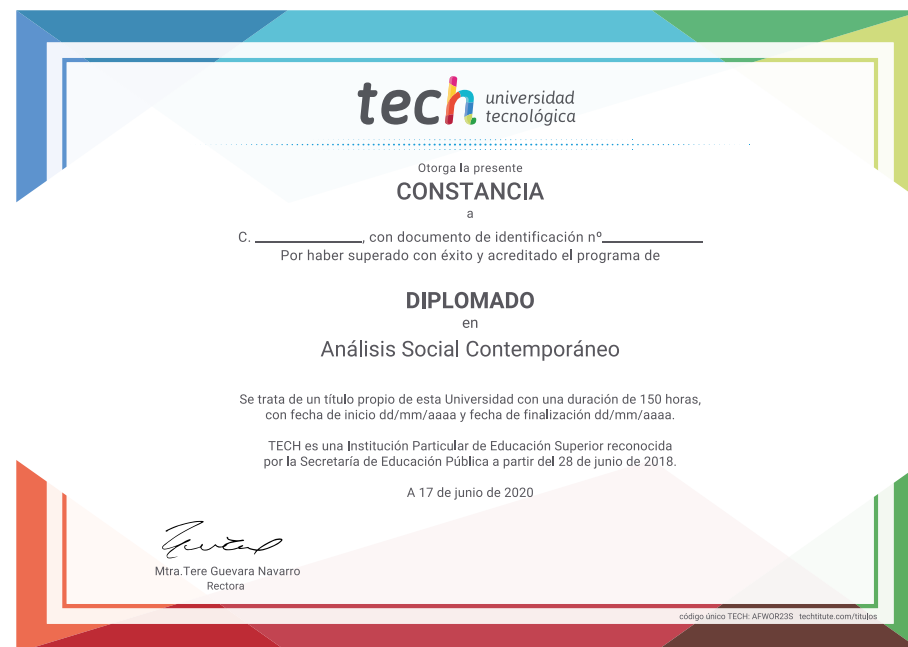 tech universidad
tecnológica
Otorga la presente
CONSTANCIA
a
C. ____________, con documento de identificación nº____________
Por haber superado con éxito y acreditado el programa de
DIPLOMADO
en
Análisis Social Contemporáneo
Se trata de un título propio de esta Universidad con una duración de 150 horas,
con fecha de inicio dd/mm/aaaa y fecha de finalización dd/mm/aaaa.
TECH es una Institución Particular de Educación Superior reconocida
por la Secretaría de Educación Pública a partir del 28 de junio de 2018.
A 17 de junio de 2020
Mtra.Tere Guevara Navarro
Rectora
código único TECH: AFWOR23S techtitute.com/titulos